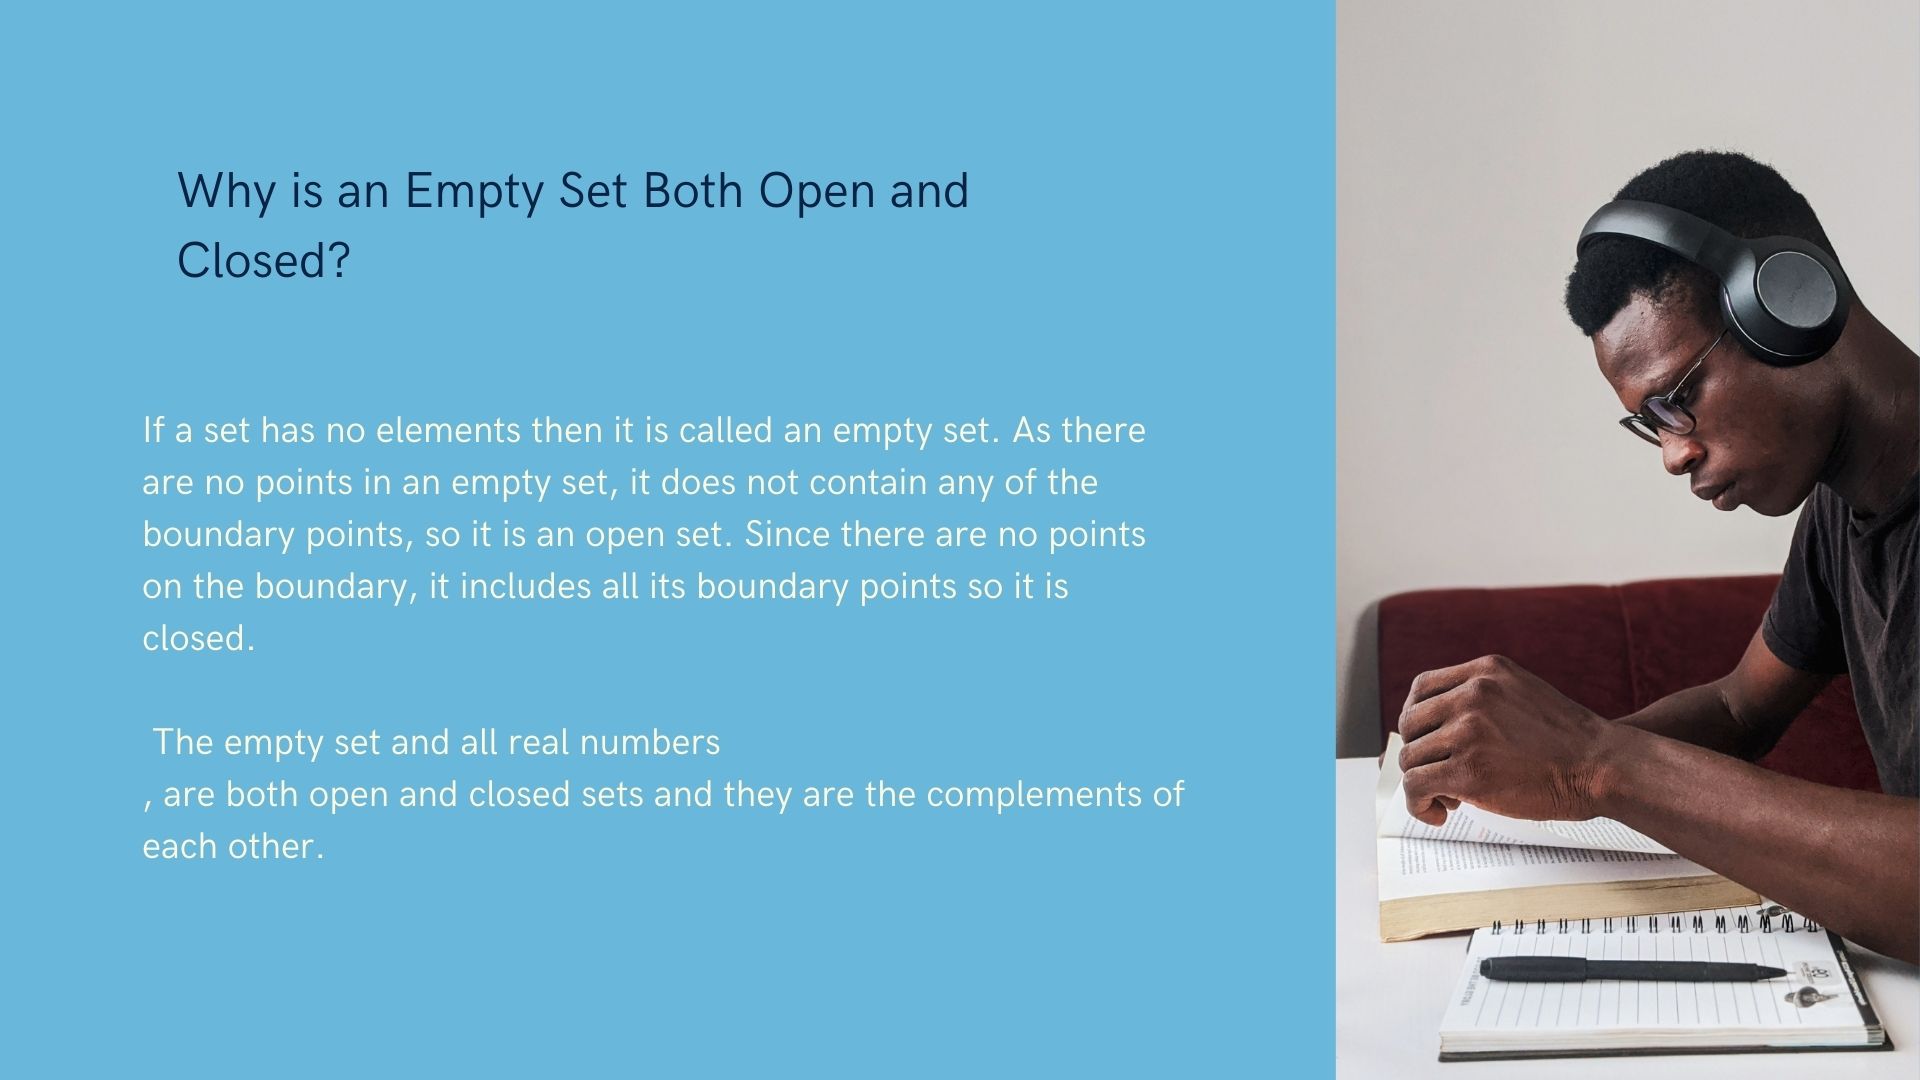 Why is an Empty Set Both Open and
Closed?
If a set has no elements then it is called an empty set. As there
are no points in an empty set, it does not contain any of the
boundary points, so it is an open set. Since there are no points
on the boundary, it includes all its boundary points so it is
closed.
The empty set and all real numbers
, are both open and closed sets and they are the complements of
each other.